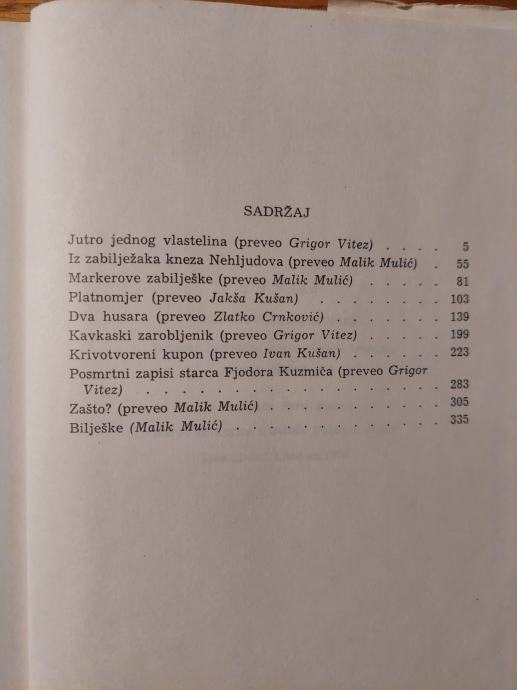 SADRŽAJ
Jutro jednog vlastelina (preveo Grigor Vitez) . . . . 5
Iz zabilježaka kneza Nehljudova (preveo Malik Mulić) . 55
Markerove zabilješke (preveo Malik Mulić) . . . . . 81
Platnomjer (preveo Jakša Kušan) . . . . . . . . 103
Dva husara (preveo Zlatko Crnković) . . . . . . . 139
Kavkaski zarobljenik (preveo Grigor Vitez) . . . . . 199
Krivotvoreni kupon (preveo Ivan Kušan) . . . . . . 223
Posmrtni zapisi starca Fjodora Kuzmiča (preveo Grigor
Vitez) . . . . . . . . . . . . . . . . . 283
Zašto? (preveo Malik Mulić) . . . . . . . . . . 305
Bilješke (Malik Mulić) . . . . . . . . . . . . 335